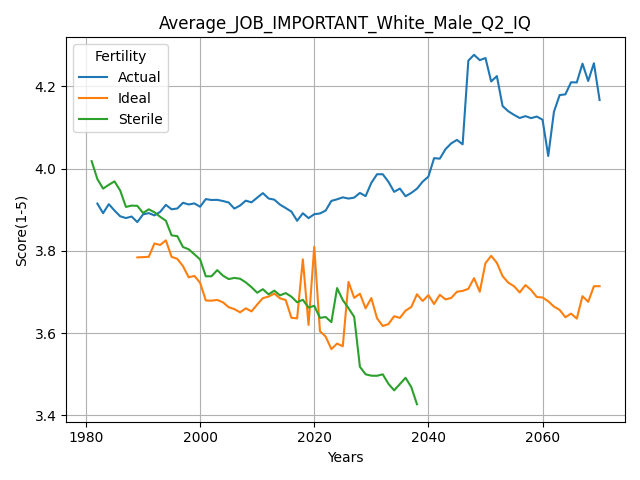 Average_JOB_IMPORTANT_White_Male_Q2_IQ
Fertility
Actual
Ideal
Sterile
Score(1-5)
4.2
4.0
3.8
3.6
3.4
1980
2000
2020
2040
2060
Years